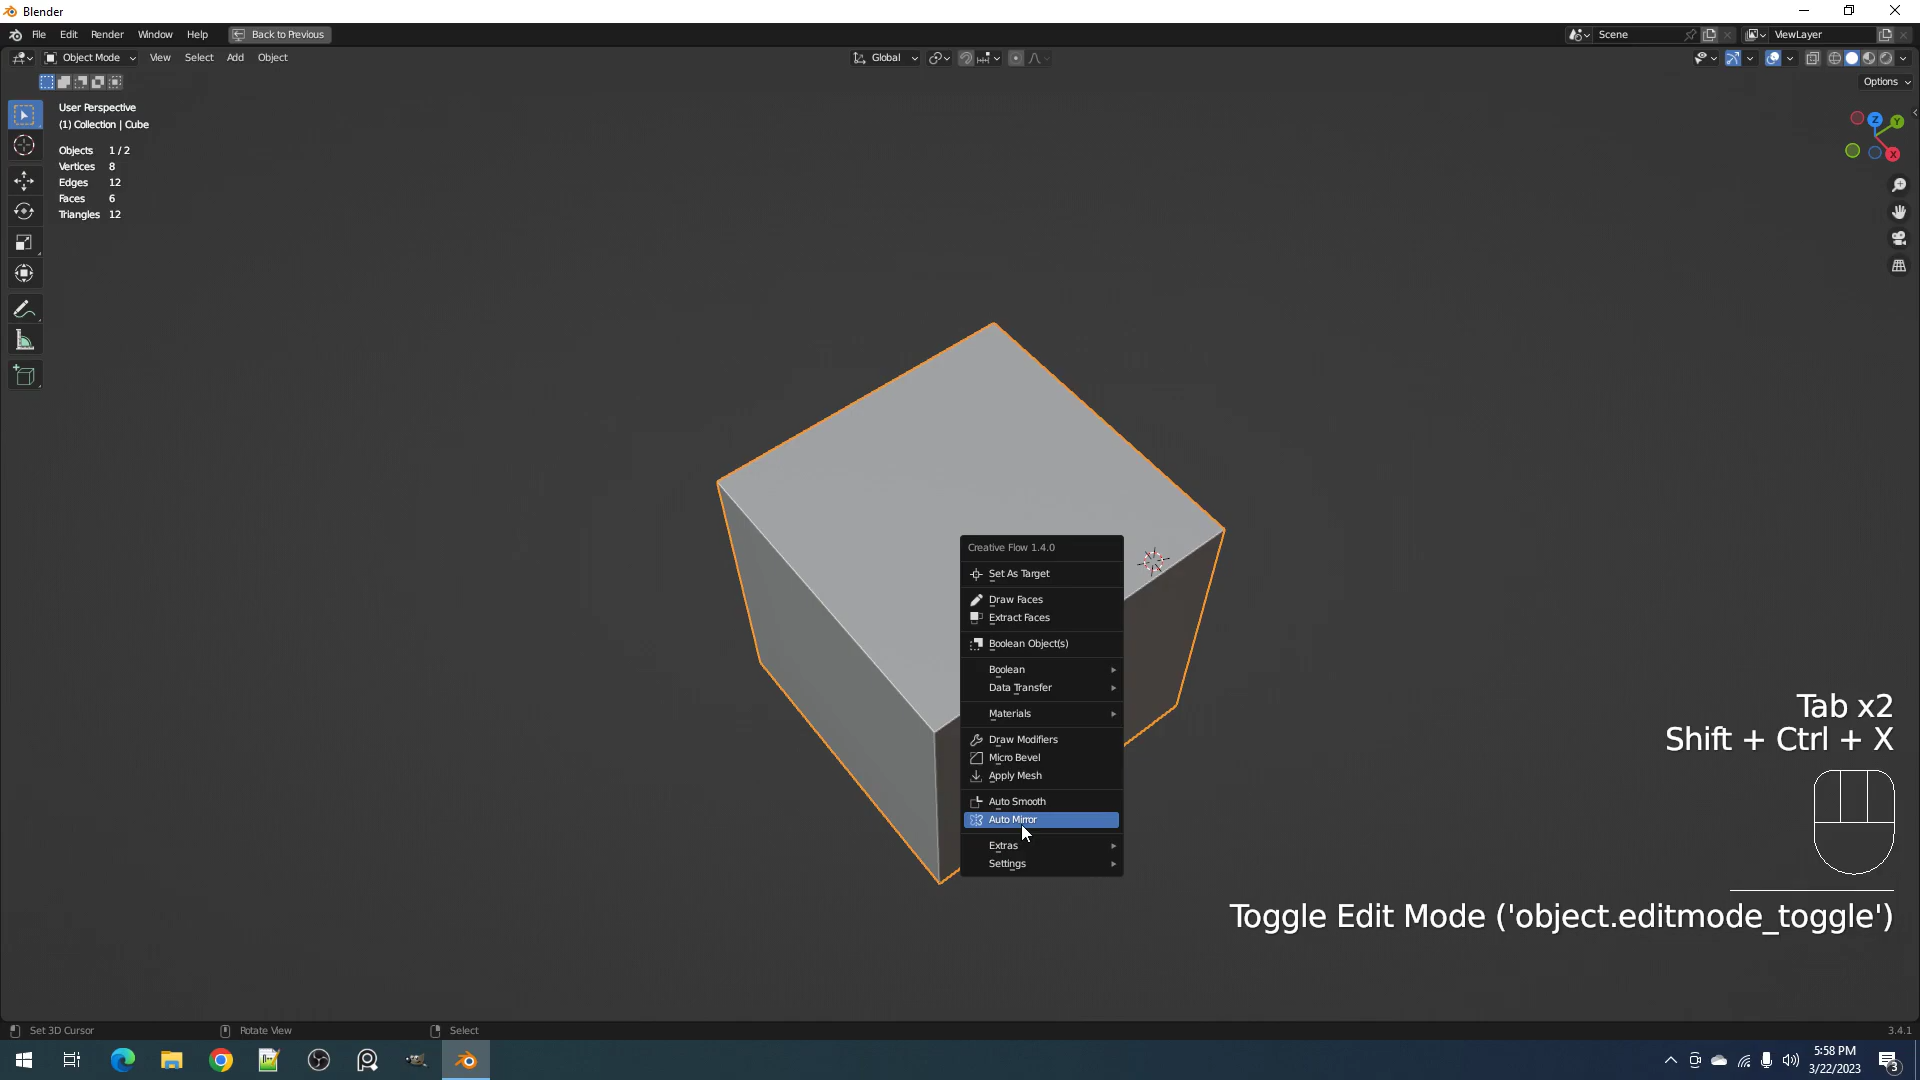 Blender
File Edit Render Window Help Back to Previous Scene ViewLayer
Object Mode View Select Add Object Global
Options
User Perspective
(1) Collection | Cube
Objects 1 / 2
Vertices 8
Edges 12
Faces 6
Triangles 12
Z
Y
X
Creative Flow 1.4.0
Set As Target
Draw Faces
Extract Faces
Boolean Object(s)
Boolean
Data Transfer
Materials
Draw Modifiers
Micro Bevel
Apply Mesh
Auto Smooth
Auto Mirror
Extras
Settings
Tab x2
Shift + Ctrl + X
Toggle Edit Mode ('object.editmode_toggle')
Set 3D Cursor Rotate View Select 3.4.1
5:58 PM
3/22/2023
3